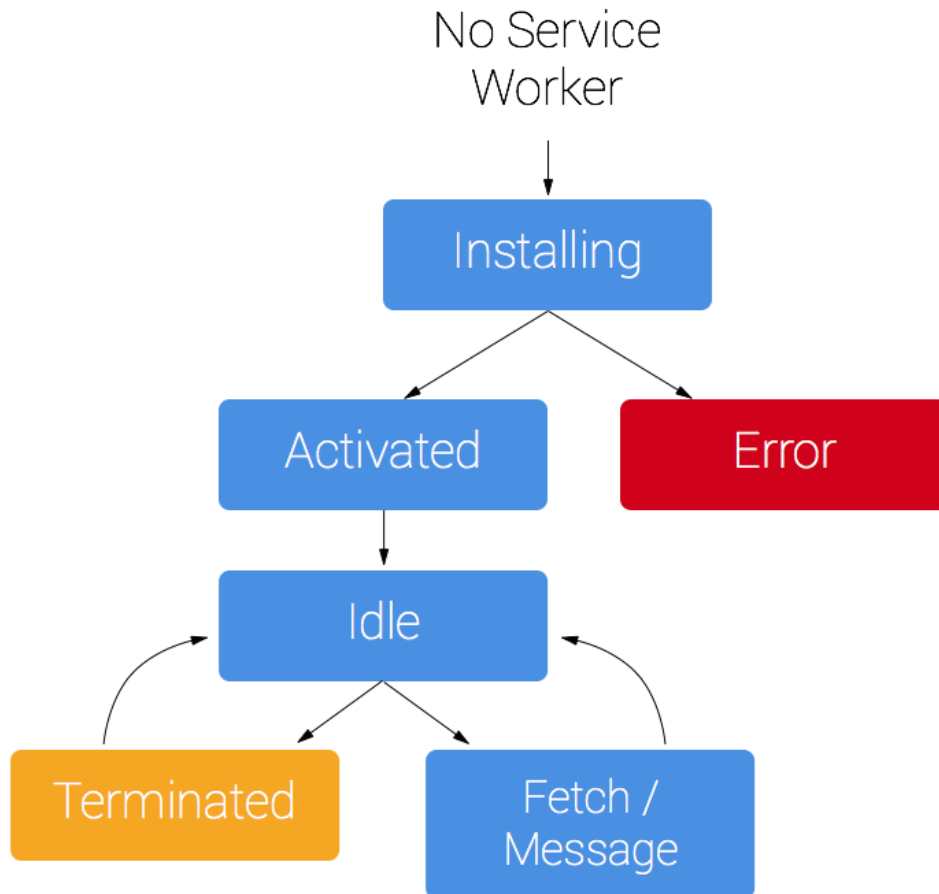 No Service
Worker
Installing
Activated
Error
Idle
Terminated
Fetch /
Message